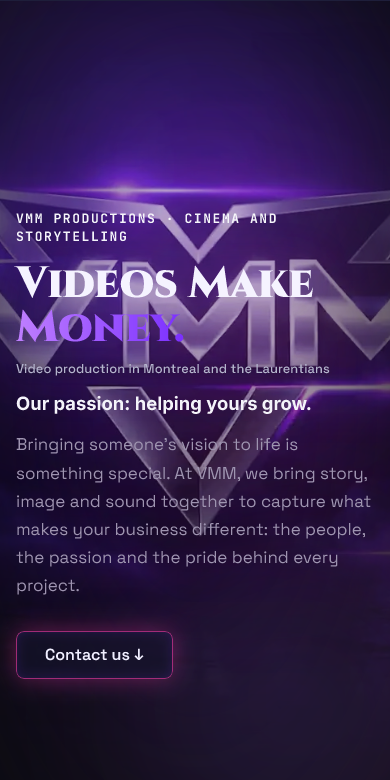 VMM PRODUCTIONS · CINEMA AND
STORYTELLING
VIDEOS MAKE
MONEY.
Video production in Montreal and the Laurentians
Our passion: helping yours grow.
Bringing someone's vision to life is
something special. At VMM, we bring story,
image and sound together to capture what
makes your business different: the people,
the passion and the pride behind every
project.
Contact us ↓
VMM